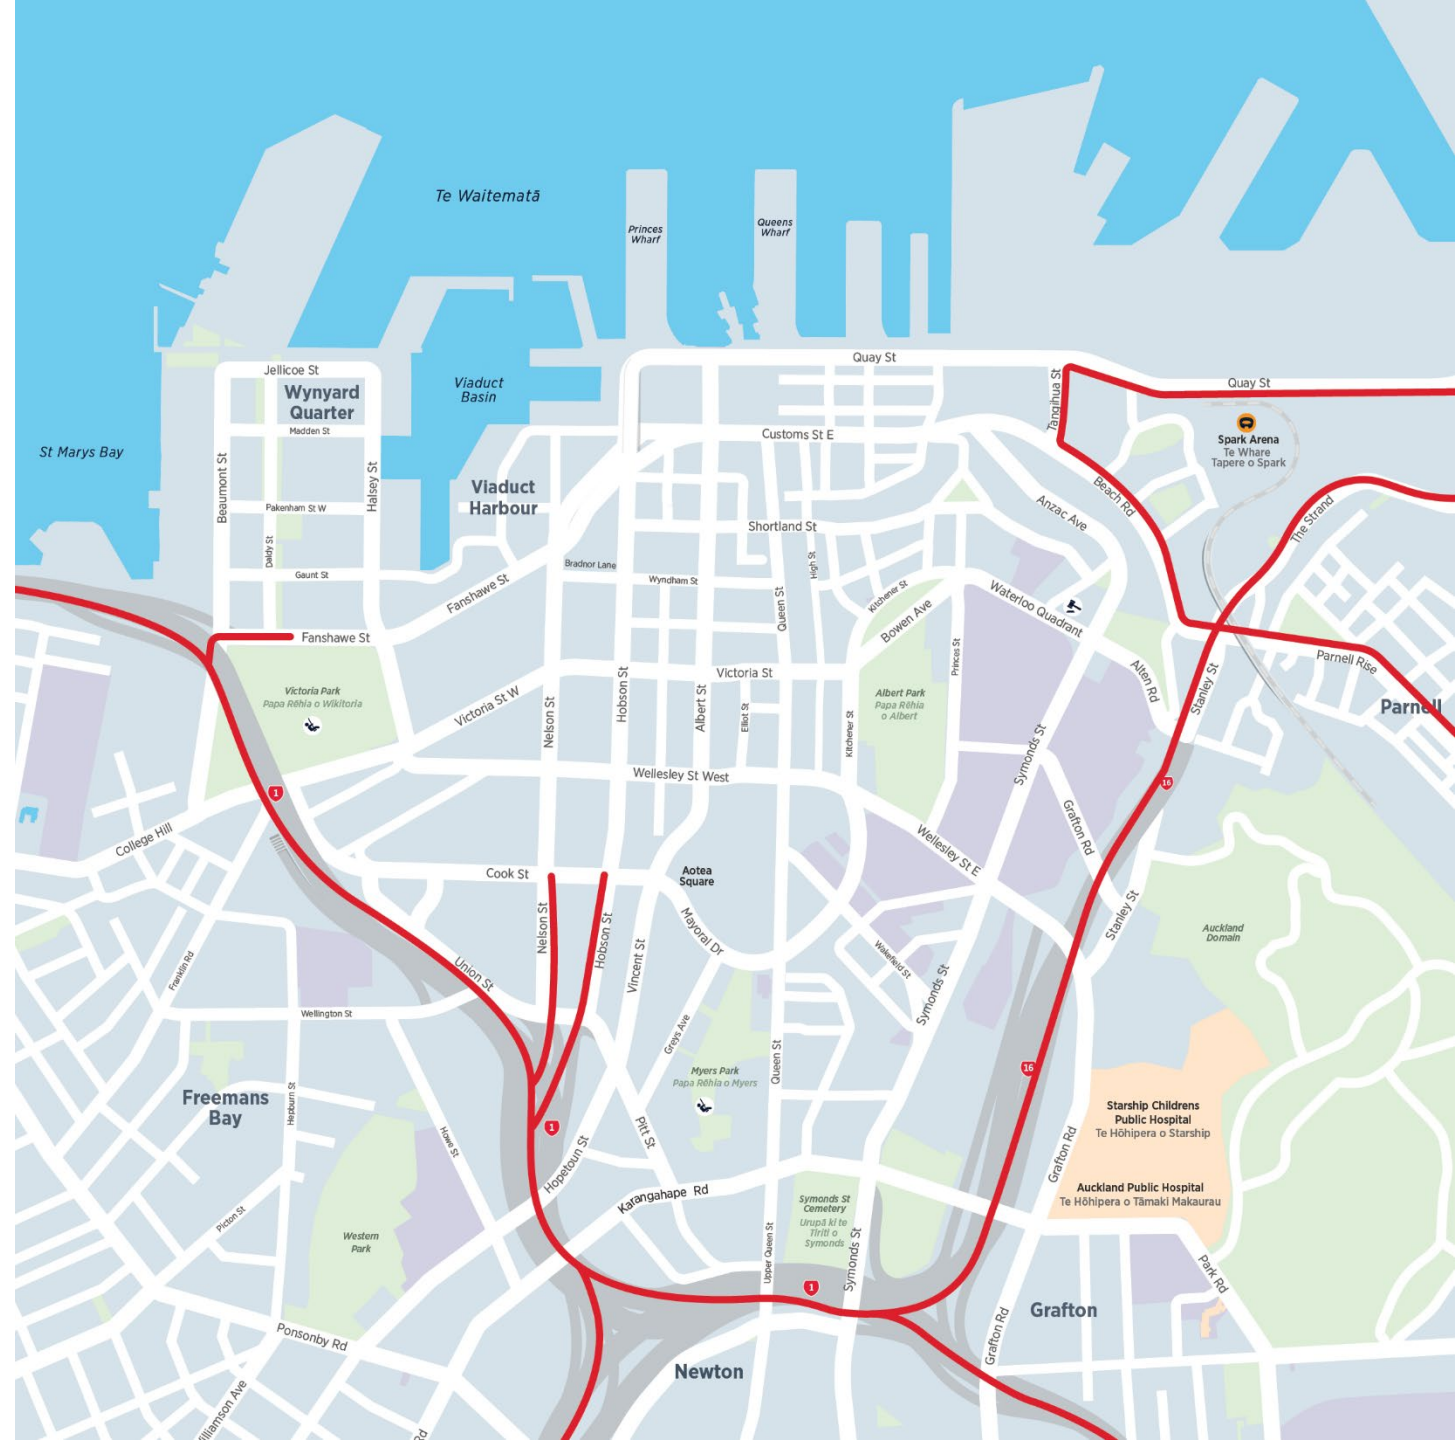 Te Waitematā
Princes
Wharf
Queens
Wharf
Quay St
Jellicoe St
Wynyard
Quarter
Viaduct
Basin
Tangihua St
Quay St
Madden St
Customs St E
Spark Arena
Te Whare
Tapere o Spark
St Marys Bay
Beaumont St
Halsey St
Viaduct
Harbour
Beach Rd
Anzac Ave
The Strand
Pakenham St W
Shortland St
Daldy St
Bradnor Lane
High St
Gaunt St
Wyndham St
Fanshawe St
Queen St
Kitchener St
Bowen Ave
Waterloo Quadrant
Fanshawe St
Princes St
Parnell Rise
Victoria St
Alten Rd
Stanley St
Victoria Park
Papa Rēhia o Wikitoria
Victoria St W
Nelson St
Hobson St
Albert St
Elliot St
Kitchener St
Albert Park
Papa Rēhia
o Albert
Parnell
Symonds St
Wellesley St West
16
1
Grafton Rd
College Hill
Wellesley St E
Cook St
Aotea
Square
Nelson St
Hobson St
Mayoral Dr
Stanley St
Auckland
Domain
Franklin Rd
Union St
Vincent St
Wakefield St
Symonds St
Wellington St
Greys Ave
Queen St
16
Myers Park
Papa Rēhia o Myers
Freemans
Bay
Hepburn St
Howe St
1
Pitt St
Starship Childrens
Public Hospital
Te Hōhipera o Starship
Hopetoun St
Grafton Rd
Karangahape Rd
Auckland Public Hospital
Te Hōhipera o Tāmaki Makaurau
Symonds St
Cemetery
Urupā ki te
Tiriti o
Symonds
Picton St
Western
Park
Upper Queen St
Symonds St
Park Rd
1
Grafton
Ponsonby Rd
Grafton Rd
Newton
illiamson Ave
Rd